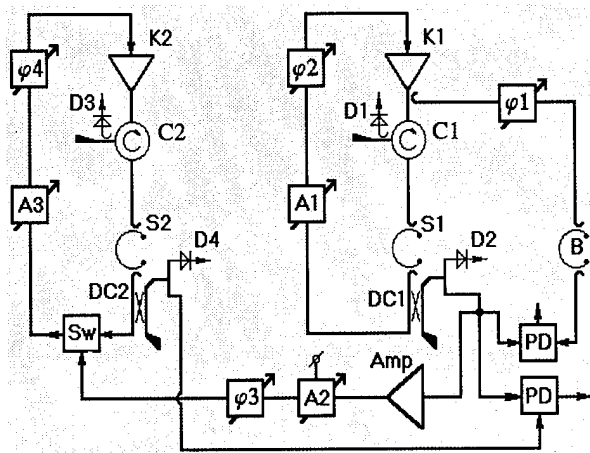 K2
K1
φ4
φ2
φ1
D3
C
C2
D1
C
C1
A3
A1
S2
S1
B
D4
D2
DC2
DC1
Sw
PD
Amp
φ3
A2
PD